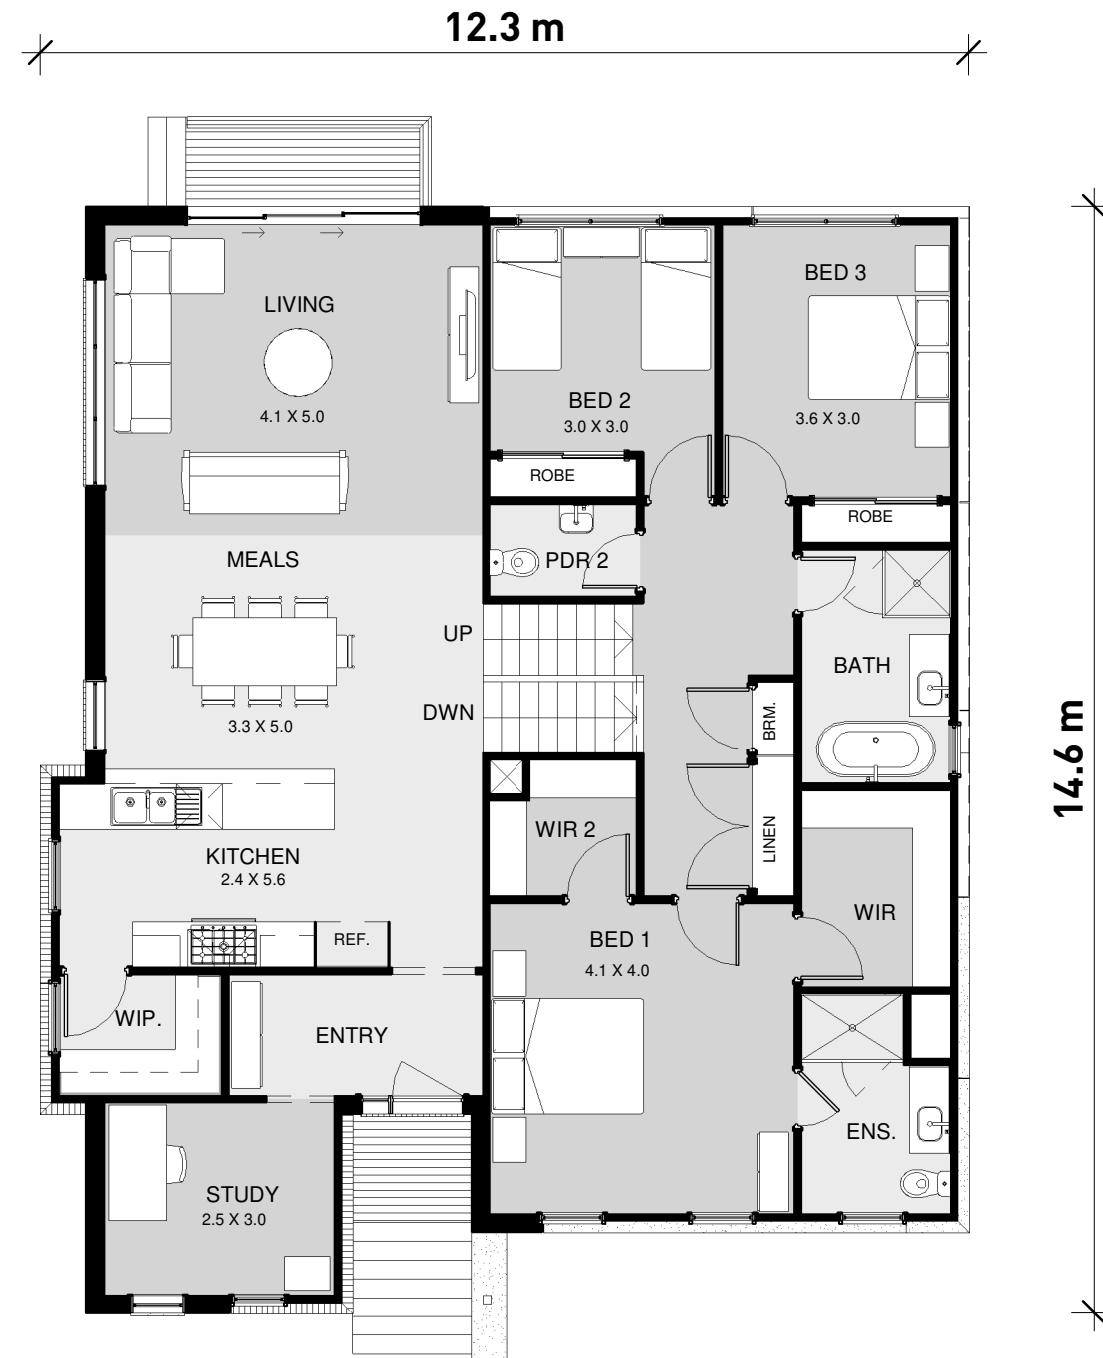 12.3 m
LIVING
4.1 X 5.0
BED 2
3.0 X 3.0
ROBE
BED 3
3.6 X 3.0
ROBE
MEALS
3.3 X 5.0
PDR 2
UP
DWN
BATH
BRM.
LINEN
14.6 m
KITCHEN
2.4 X 5.6
REF.
WIR 2
WIR
BED 1
4.1 X 4.0
WIP.
ENTRY
ENS.
STUDY
2.5 X 3.0